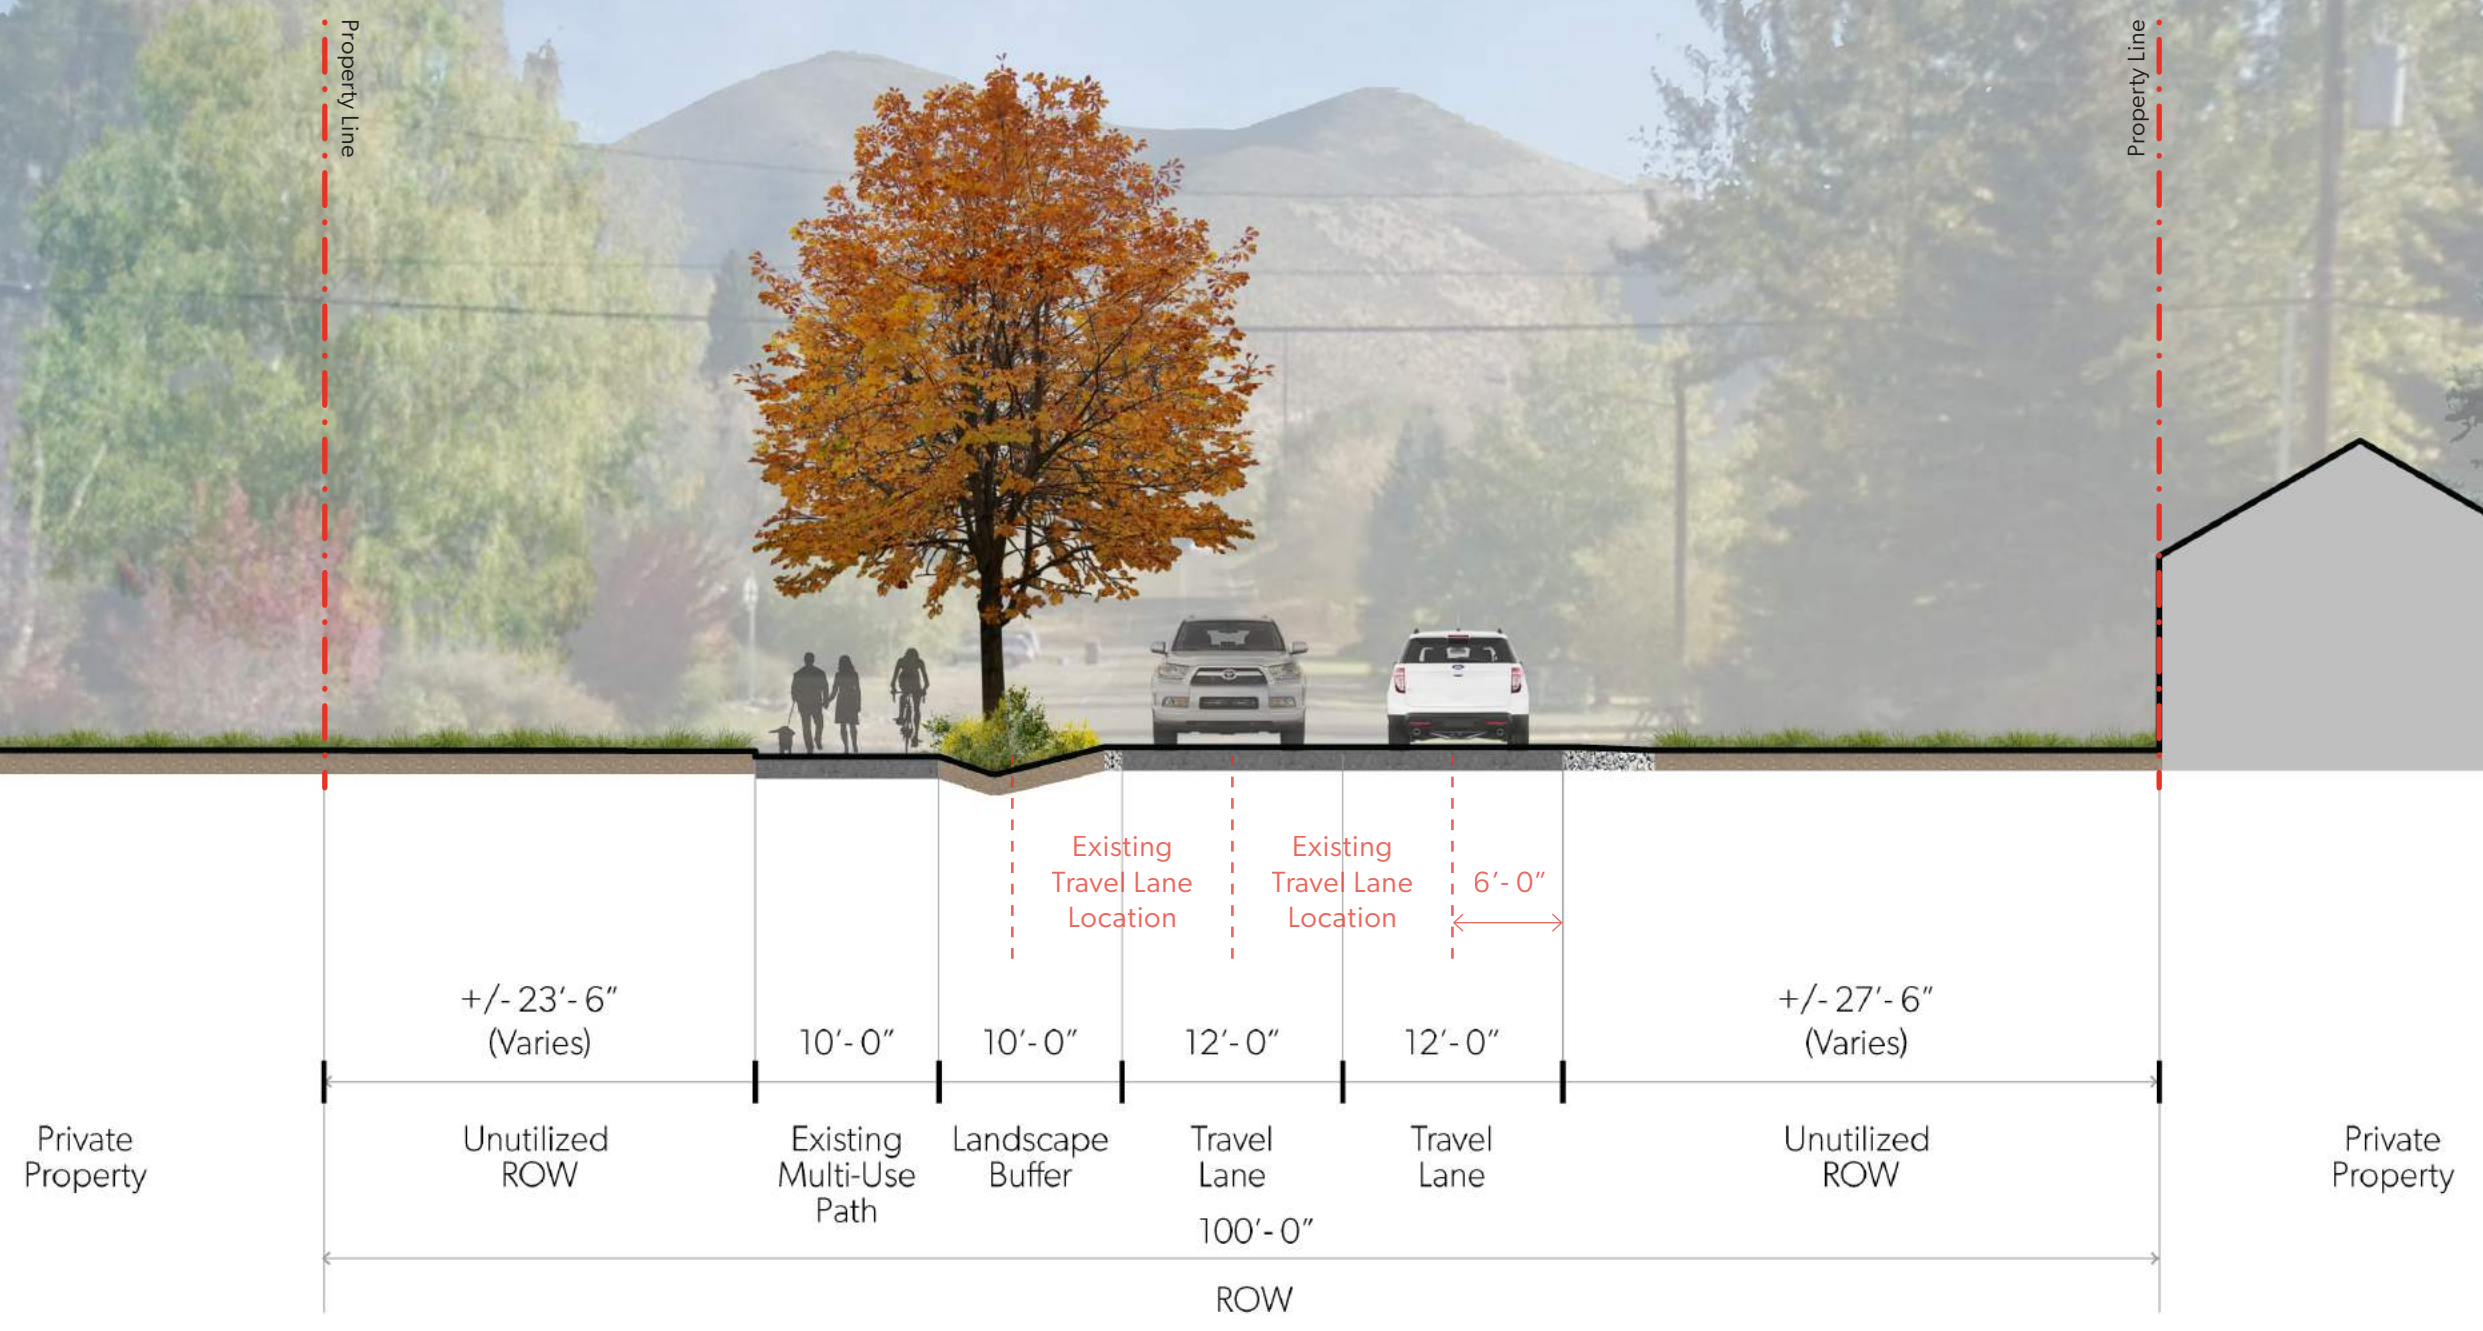 Property Line
Property Line
Existing
Travel Lane
Location
Existing
Travel Lane
Location
6’-0”
+/-23’-6”
(Varies)
10’-0”
10’-0”
12’-0”
12’-0”
+/-27’-6”
(Varies)
Private
Property
Unutilized
ROW
Existing
Multi-Use
Path
Landscape
Buffer
Travel
Lane
Travel
Lane
Unutilized
ROW
Private
Property
100’-0”
ROW